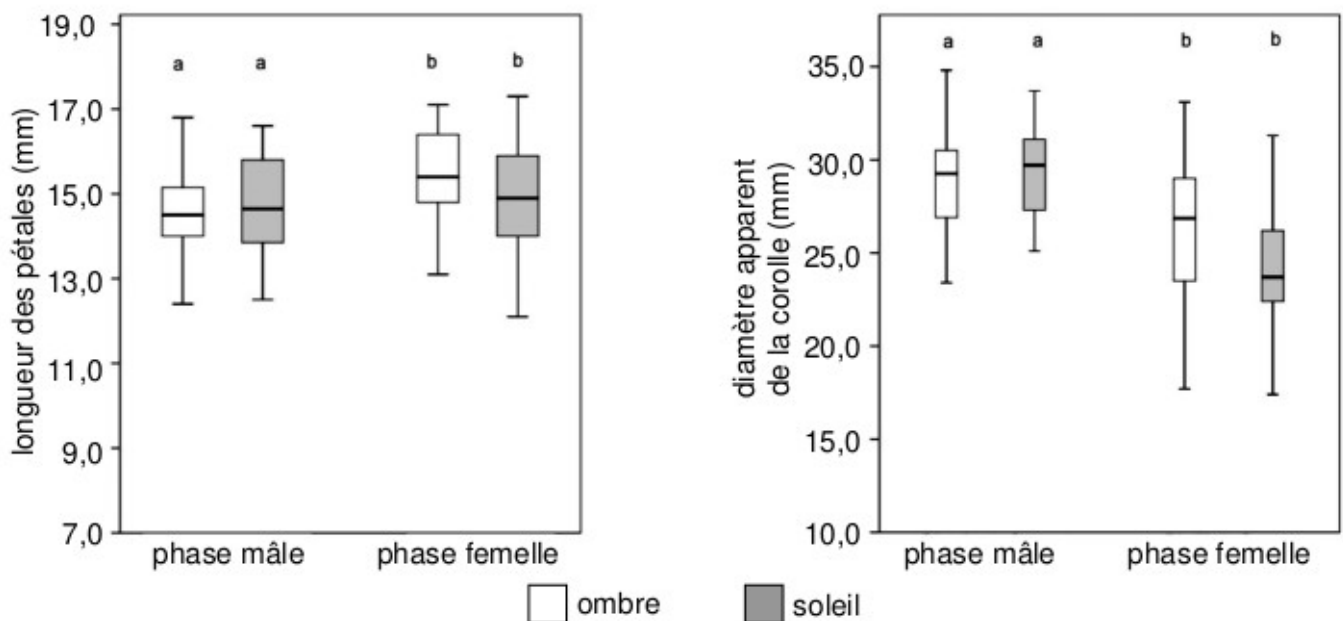 longueur des pétales (mm)
19,0
17,0
15,0
13,0
11,0
9,0
7,0
a
a
b
b
phase mâle
phase femelle
diamètre apparent
de la corolle (mm)
35,0
30,0
25,0
20,0
15,0
10,0
a
a
b
b
phase mâle
phase femelle
ombre
soleil